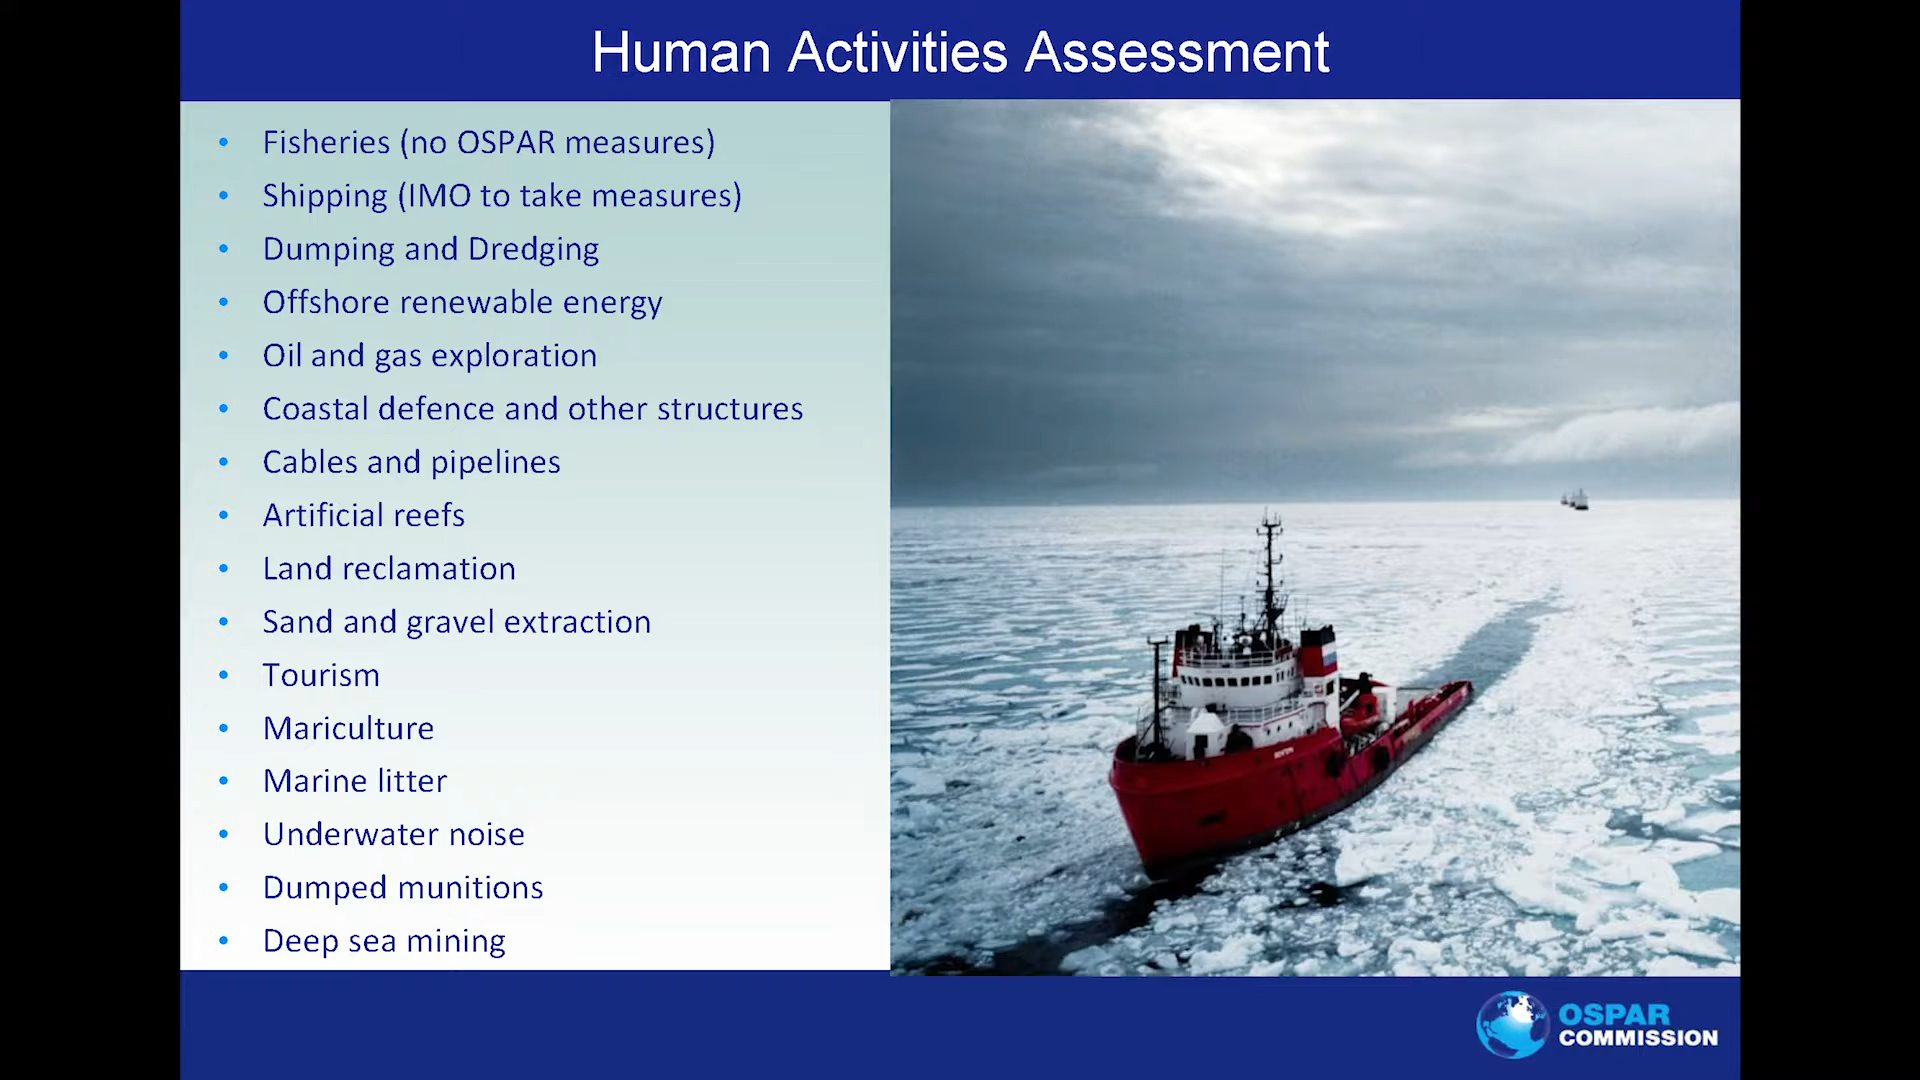 Human Activities Assessment
• Fisheries (no OSPAR measures)
• Shipping (IMO to take measures)
• Dumping and Dredging
• Offshore renewable energy
• Oil and gas exploration
• Coastal defence and other structures
• Cables and pipelines
• Artificial reefs
• Land reclamation
• Sand and gravel extraction
• Tourism
• Mariculture
• Marine litter
• Underwater noise
• Dumped munitions
• Deep sea mining
OSPAR
COMMISSION